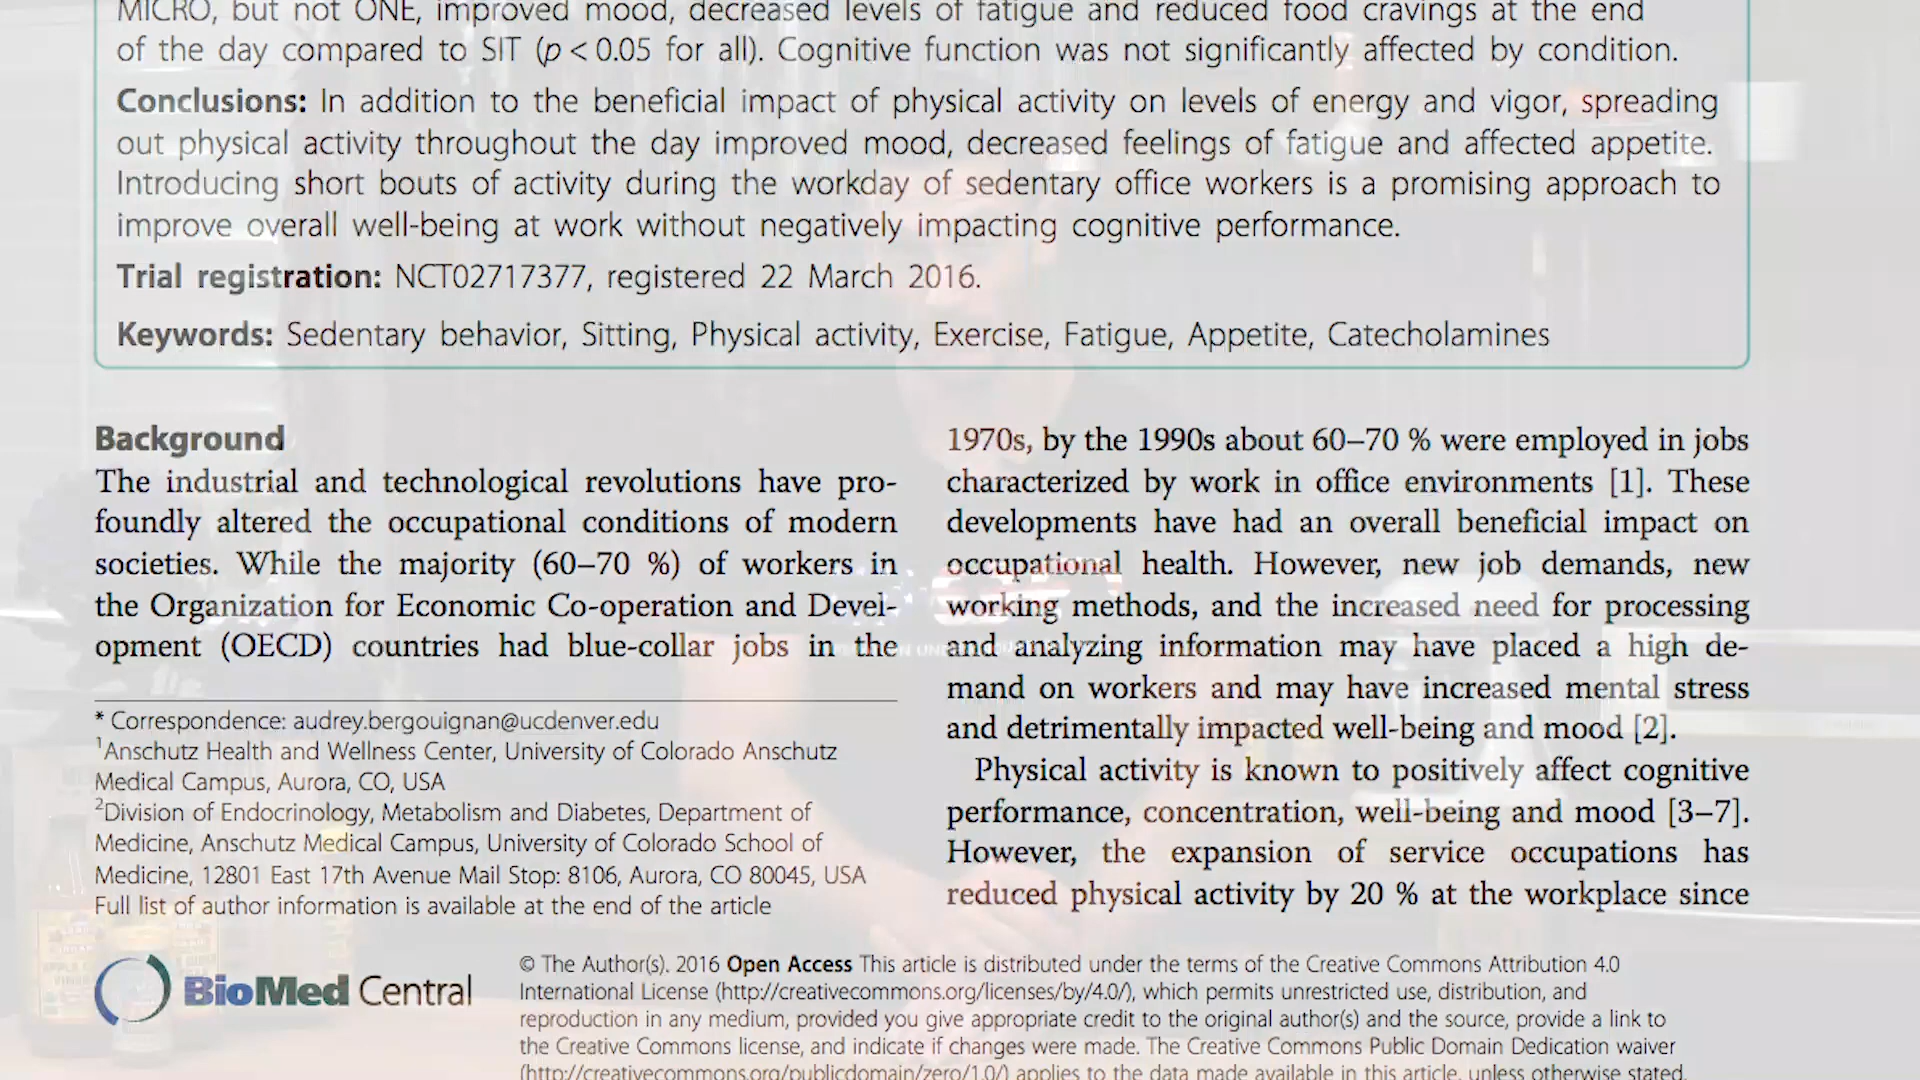 MICRO, but not ONE, improved mood, decreased levels of fatigue and reduced food cravings at the end
of the day compared to SIT (p < 0.05 for all). Cognitive function was not significantly affected by condition.
Conclusions: In addition to the beneficial impact of physical activity on levels of energy and vigor, spreading
out physical activity throughout the day improved mood, decreased feelings of fatigue and affected appetite.
Introducing short bouts of activity during the workday of sedentary office workers is a promising approach to
improve overall well-being at work without negatively impacting cognitive performance.
Trial registration: NCT02717377, registered 22 March 2016.
Keywords: Sedentary behavior, Sitting, Physical activity, Exercise, Fatigue, Appetite, Catecholamines
Background
The industrial and technological revolutions have pro-
foundly altered the occupational conditions of modern
societies. While the majority (60–70 %) of workers in
the Organization for Economic Co-operation and Devel-
opment (OECD) countries had blue-collar jobs in the
* Correspondence: audrey.bergouignan@ucdenver.edu
1Anschutz Health and Wellness Center, University of Colorado Anschutz
Medical Campus, Aurora, CO, USA
2Division of Endocrinology, Metabolism and Diabetes, Department of
Medicine, Anschutz Medical Campus, University of Colorado School of
Medicine, 12801 East 17th Avenue Mail Stop: 8106, Aurora, CO 80045, USA
Full list of author information is available at the end of the article
1970s, by the 1990s about 60–70 % were employed in jobs
characterized by work in office environments [1]. These
developments have had an overall beneficial impact on
occupational health. However, new job demands, new
working methods, and the increased need for processing
and analyzing information may have placed a high de-
mand on workers and may have increased mental stress
and detrimentally impacted well-being and mood [2].
Physical activity is known to positively affect cognitive
performance, concentration, well-being and mood [3–7].
However, the expansion of service occupations has
reduced physical activity by 20 % at the workplace since
BioMed Central
© The Author(s). 2016 Open Access This article is distributed under the terms of the Creative Commons Attribution 4.0
International License (http://creativecommons.org/licenses/by/4.0/), which permits unrestricted use, distribution, and
reproduction in any medium, provided you give appropriate credit to the original author(s) and the source, provide a link to
the Creative Commons license, and indicate if changes were made. The Creative Commons Public Domain Dedication waiver
(http://creativecommons.org/publicdomain/zero/1.0/) applies to the data made available in this article, unless otherwise stated.